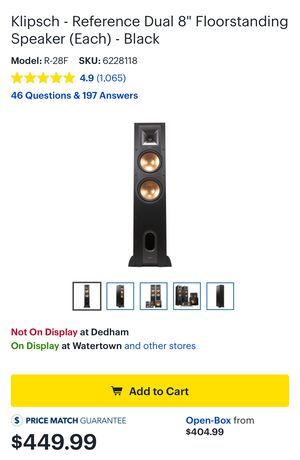 Klipsch - Reference Dual 8" Floorstanding
Speaker (Each) - Black
Model: R-28F SKU: 6228118
4.9 (1,065)
46 Questions & 197 Answers
Not On Display at Dedham
On Display at Watertown and other stores
Add to Cart
$ PRICE MATCH GUARANTEE
$449.99
Open-Box from
$404.99